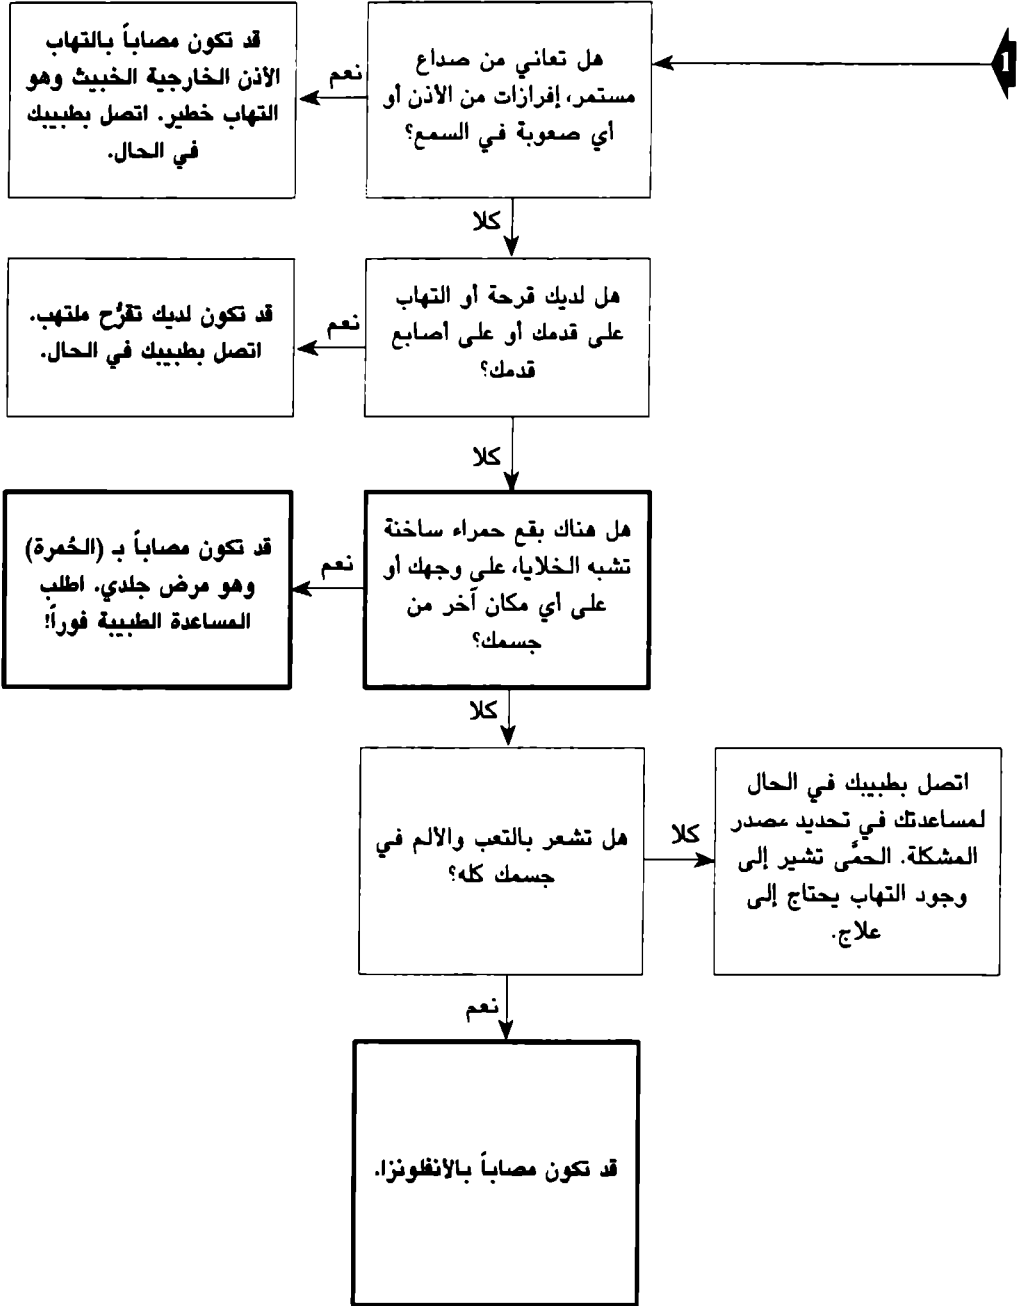 1
هل تعاني من صداع
مستمر، إفرازات من الأذن أو
أي صعوبة في السمع؟
نعم
قد تكون مصاباً بالتهاب
الأذن الخارجية الخبيث وهو
التهاب خطير. اتصل بطبيبك
في الحال.
كلا
هل لديك قرحة أو التهاب
على قدمك أو على أصابع
قدمك؟
نعم
قد تكون لديك تقرُّح ملتهب.
اتصل بطبيبك في الحال.
كلا
هل هناك بقع حمراء ساخنة
تشبه الخلايا، على وجهك أو
على أي مكان آخر من
جسمك؟
نعم
قد تكون مصاباً بـ (الحُمرة)
وهو مرض جلدي. اطلب
المساعدة الطبيبة فوراً!
كلا
هل تشعر بالتعب والألم في
جسمك كله؟
كلا
اتصل بطبيبك في الحال
لمساعدتك في تحديد مصدر
المشكلة. الحمَّى تشير إلى
وجود التهاب يحتاج إلى
علاج.
نعم
قد تكون مصاباً بالأنفلونزا.